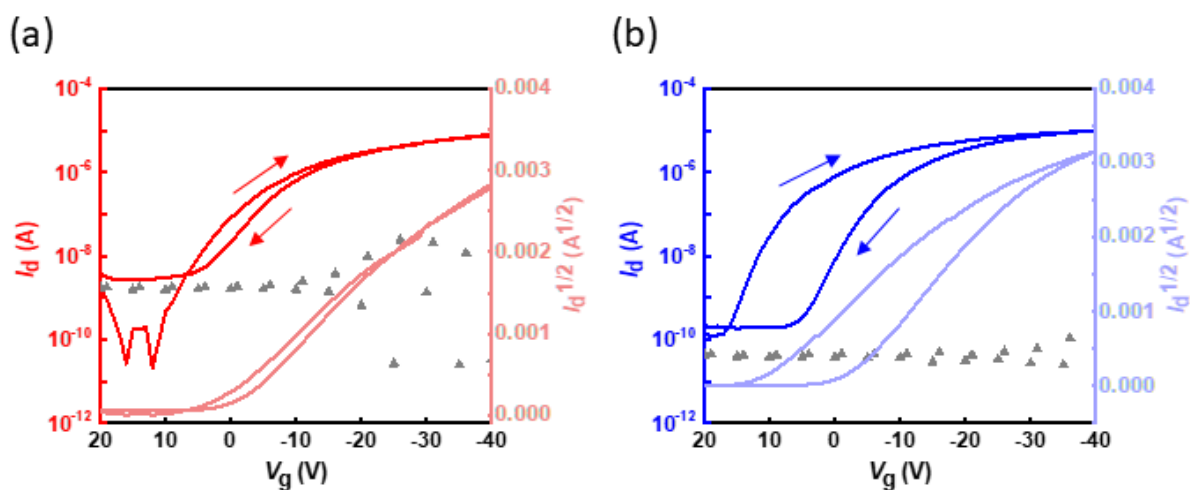 (a)
10⁻⁴
10⁻⁶
10⁻⁸
10⁻¹⁰
10⁻¹²
I_d (A)
20 10 0 -10 -20 -30 -40
V_g (V)
0.004
0.003
0.002
0.001
0.000
I_d^{1/2} (A^{1/2})
(b)
10⁻⁴
10⁻⁶
10⁻⁸
10⁻¹⁰
10⁻¹²
I_d (A)
20 10 0 -10 -20 -30 -40
V_g (V)
0.004
0.003
0.002
0.001
0.000
I_d^{1/2} (A^{1/2})